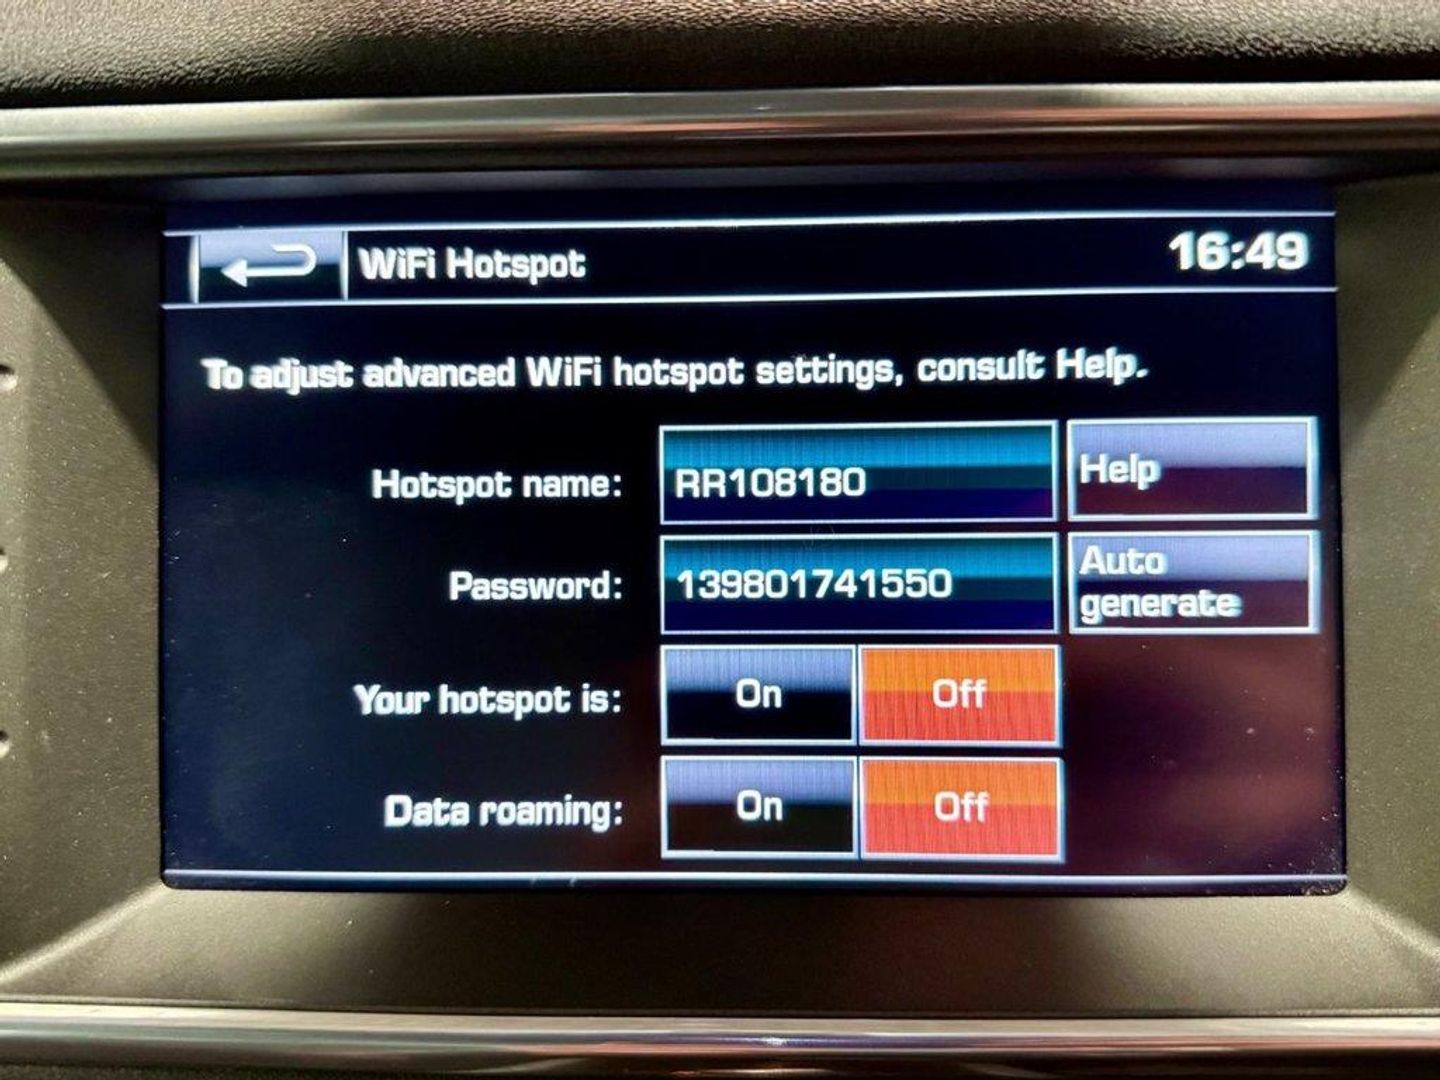 WiFi Hotspot
16:49
To adjust advanced WiFi hotspot settings, consult Help.
Hotspot name: RR108180 Help
Password: 139801741550 Auto generate
Your hotspot is: On Off
Data roaming: On Off